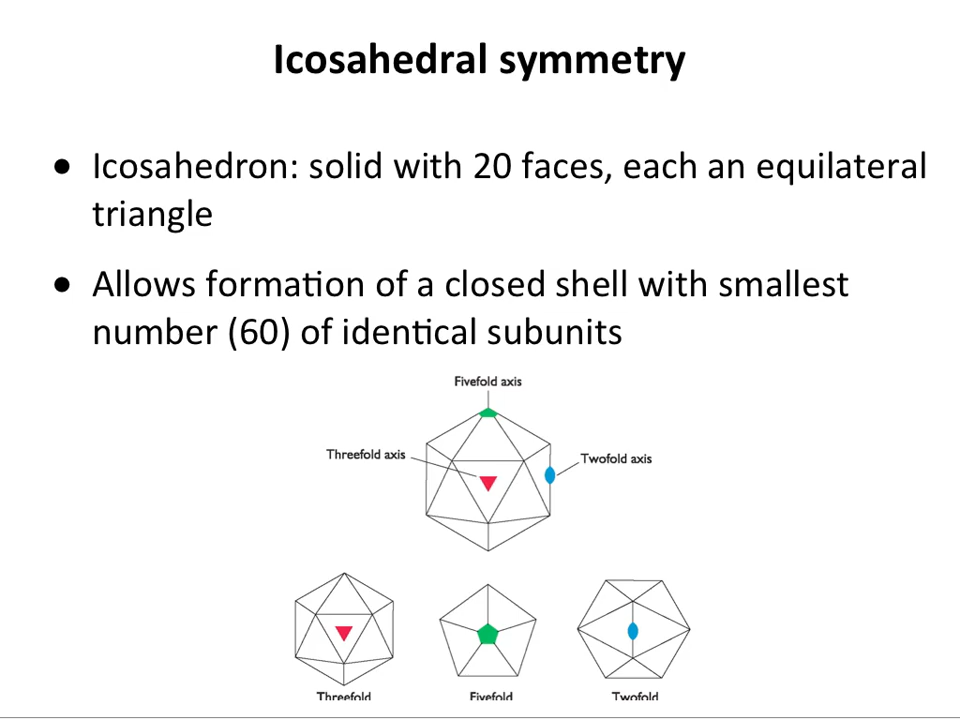 Icosahedral symmetry
• Icosahedron: solid with 20 faces, each an equilateral
triangle
• Allows formation of a closed shell with smallest
number (60) of identical subunits
Fivefold axis
Threefold axis
Twofold axis
Threefold
Fivefold
Twofold